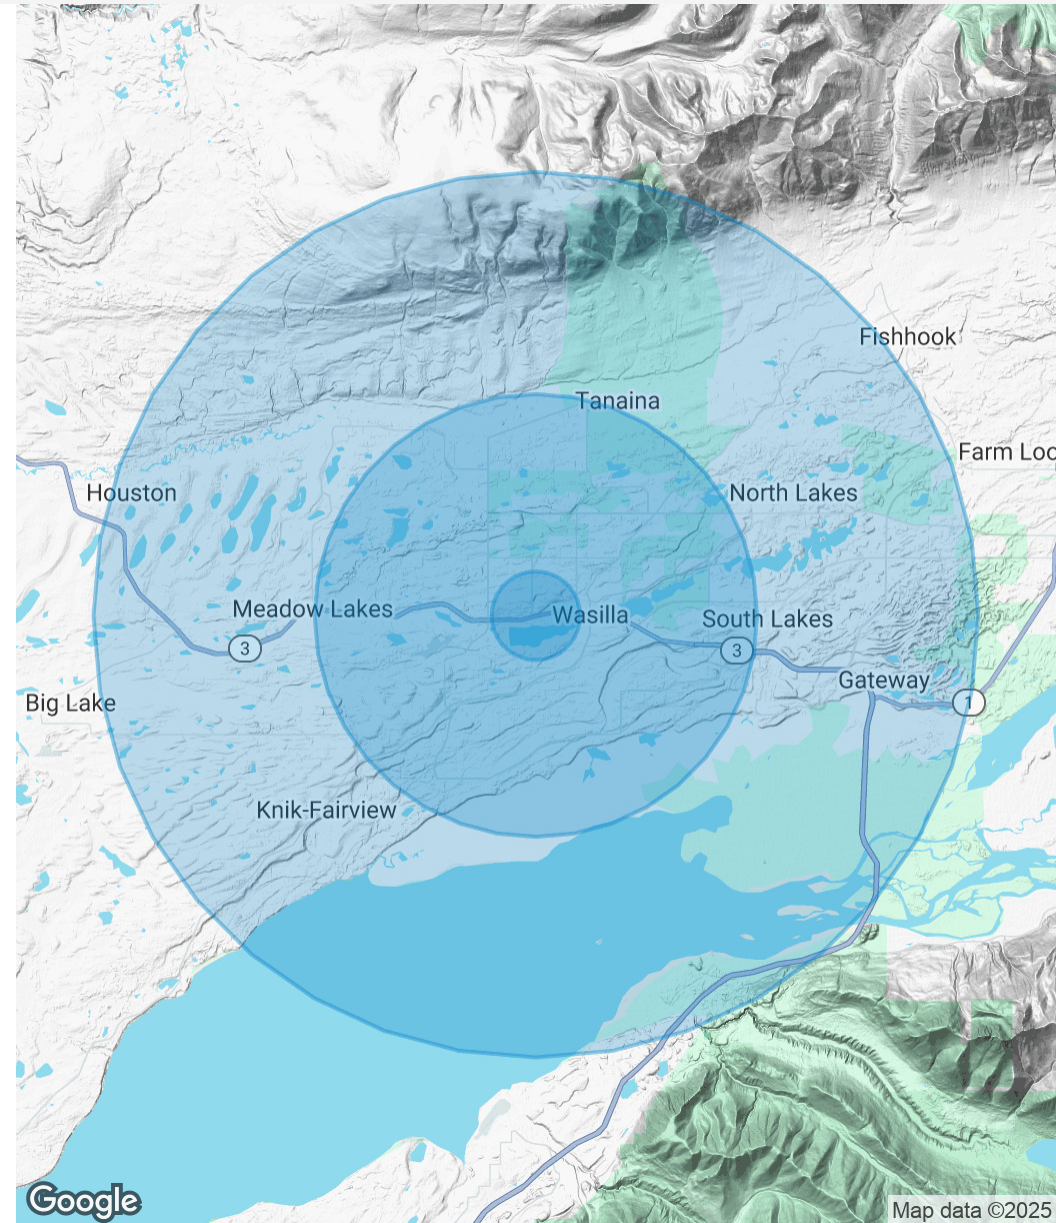 Fishhook
Tanaina
Farm Loo
Houston
North Lakes
Meadow Lakes
Wasilla
South Lakes
3
3
Gateway
Big Lake
1
Knik-Fairview
Google
Map data ©2025